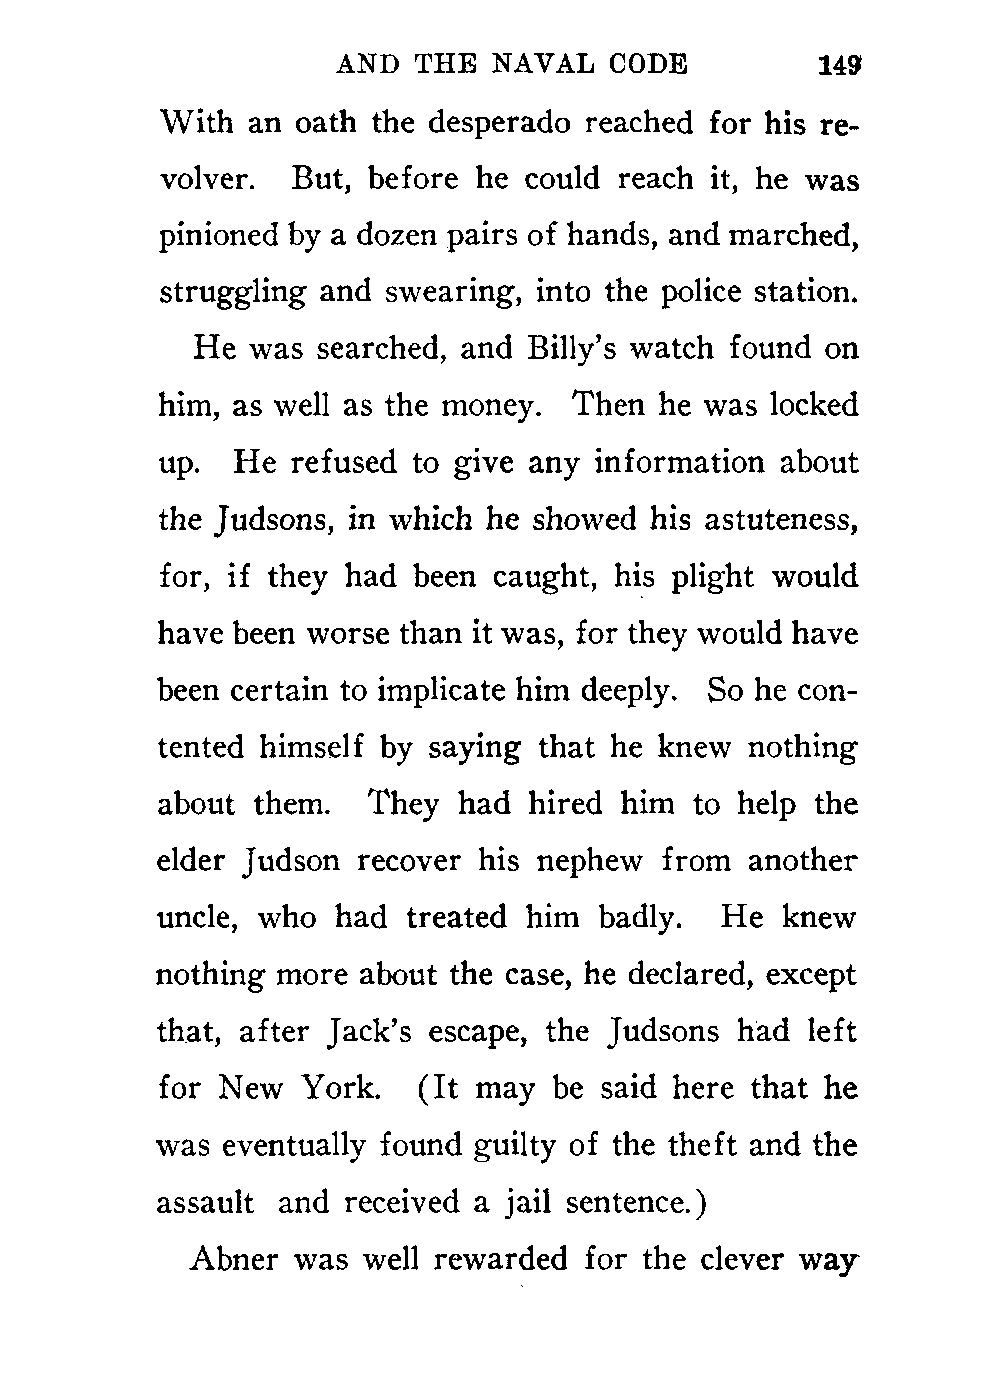 AND THE NAVAL CODE 149
With an oath the desperado reached for his re-
volver. But, before he could reach it, he was
pinioned by a dozen pairs of hands, and marched,
struggling and swearing, into the police station.
He was searched, and Billy's watch found on
him, as well as the money. Then he was locked
up. He refused to give any information about
the Judsons, in which he showed his astuteness,
for, if they had been caught, his plight would
have been worse than it was, for they would have
been certain to implicate him deeply. So he con-
tented himself by saying that he knew nothing
about them. They had hired him to help the
elder Judson recover his nephew from another
uncle, who had treated him badly. He knew
nothing more about the case, he declared, except
that, after Jack's escape, the Judsons had left
for New York. (It may be said here that he
was eventually found guilty of the theft and the
assault and received a jail sentence.)
Abner was well rewarded for the clever way